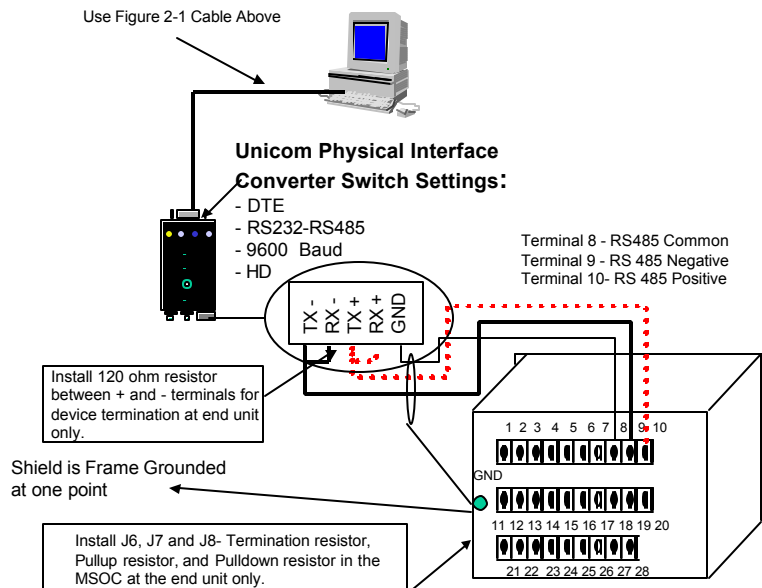 Use Figure 2-1 Cable Above
Unicom Physical Interface
Converter Switch Settings:
- DTE
- RS232-RS485
- 9600 Baud
- HD
Terminal 8 - RS485 Common
Terminal 9 - RS 485 Negative
Terminal 10- RS 485 Positive
TX -
RX -
TX +
RX +
GND
Install 120 ohm resistor
between + and - terminals for
device termination at end unit
only.
1 2 3 4 5 6 7 8 9 10
Shield is Frame Grounded
at one point
GND
11 12 13 14 15 16 17 18 19 20
Install J6, J7 and J8- Termination resistor,
Pullup resistor, and Pulldown resistor in the
MSOC at the end unit only.
21 22 23 24 25 26 27 28